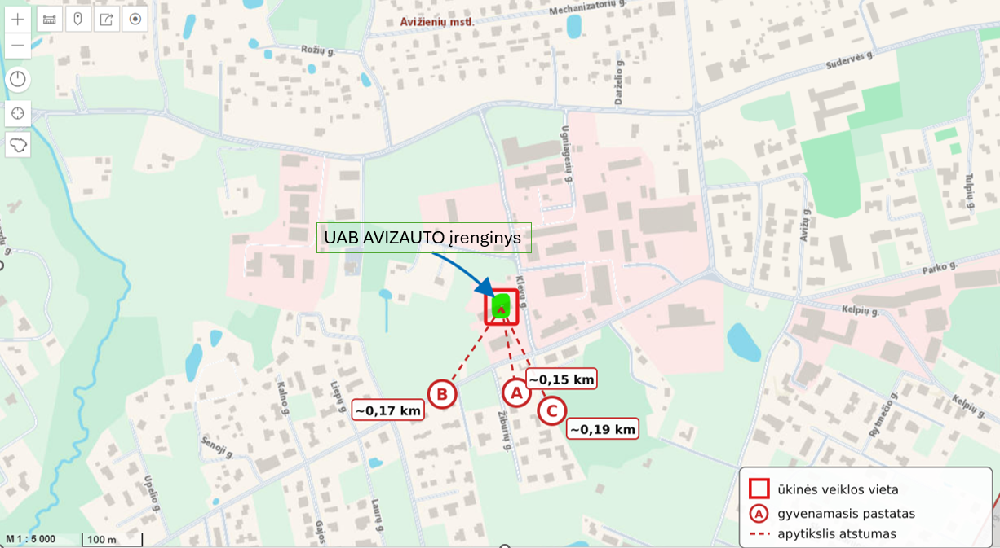 Mechanizatorių g.
Avižienių mstl.
Rožių g.
Sudervės g.
Darželio g.
Ugniagesių g.
Tulpių g.
Avižų g.
UAB AVIZAUTO įrenginys
Parko g.
Klevų g.
Kelpių g.
A
~0,15 km
B
A
C
~0,17 km
~0,19 km
Kalno g.
Liepų g.
Žiburių g.
Rytmečio g.
Kelpių g.
Senoji g.
Upelio g.
Laurų g.
Gajos
ūkinės veiklos vieta
A gyvenamasis pastatas
apytikslis atstumas
M 1 : 5 000
100 m